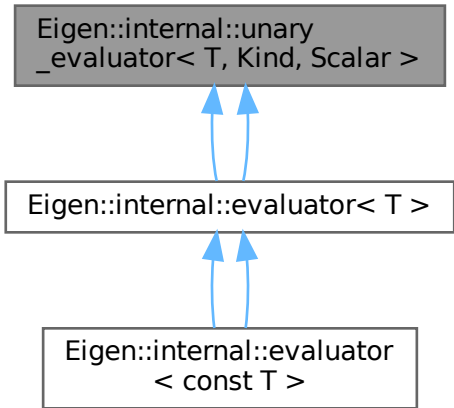 Eigen::internal::unary
_evaluator< T, Kind, Scalar >
Eigen::internal::evaluator< T >
Eigen::internal::evaluator
< const T >